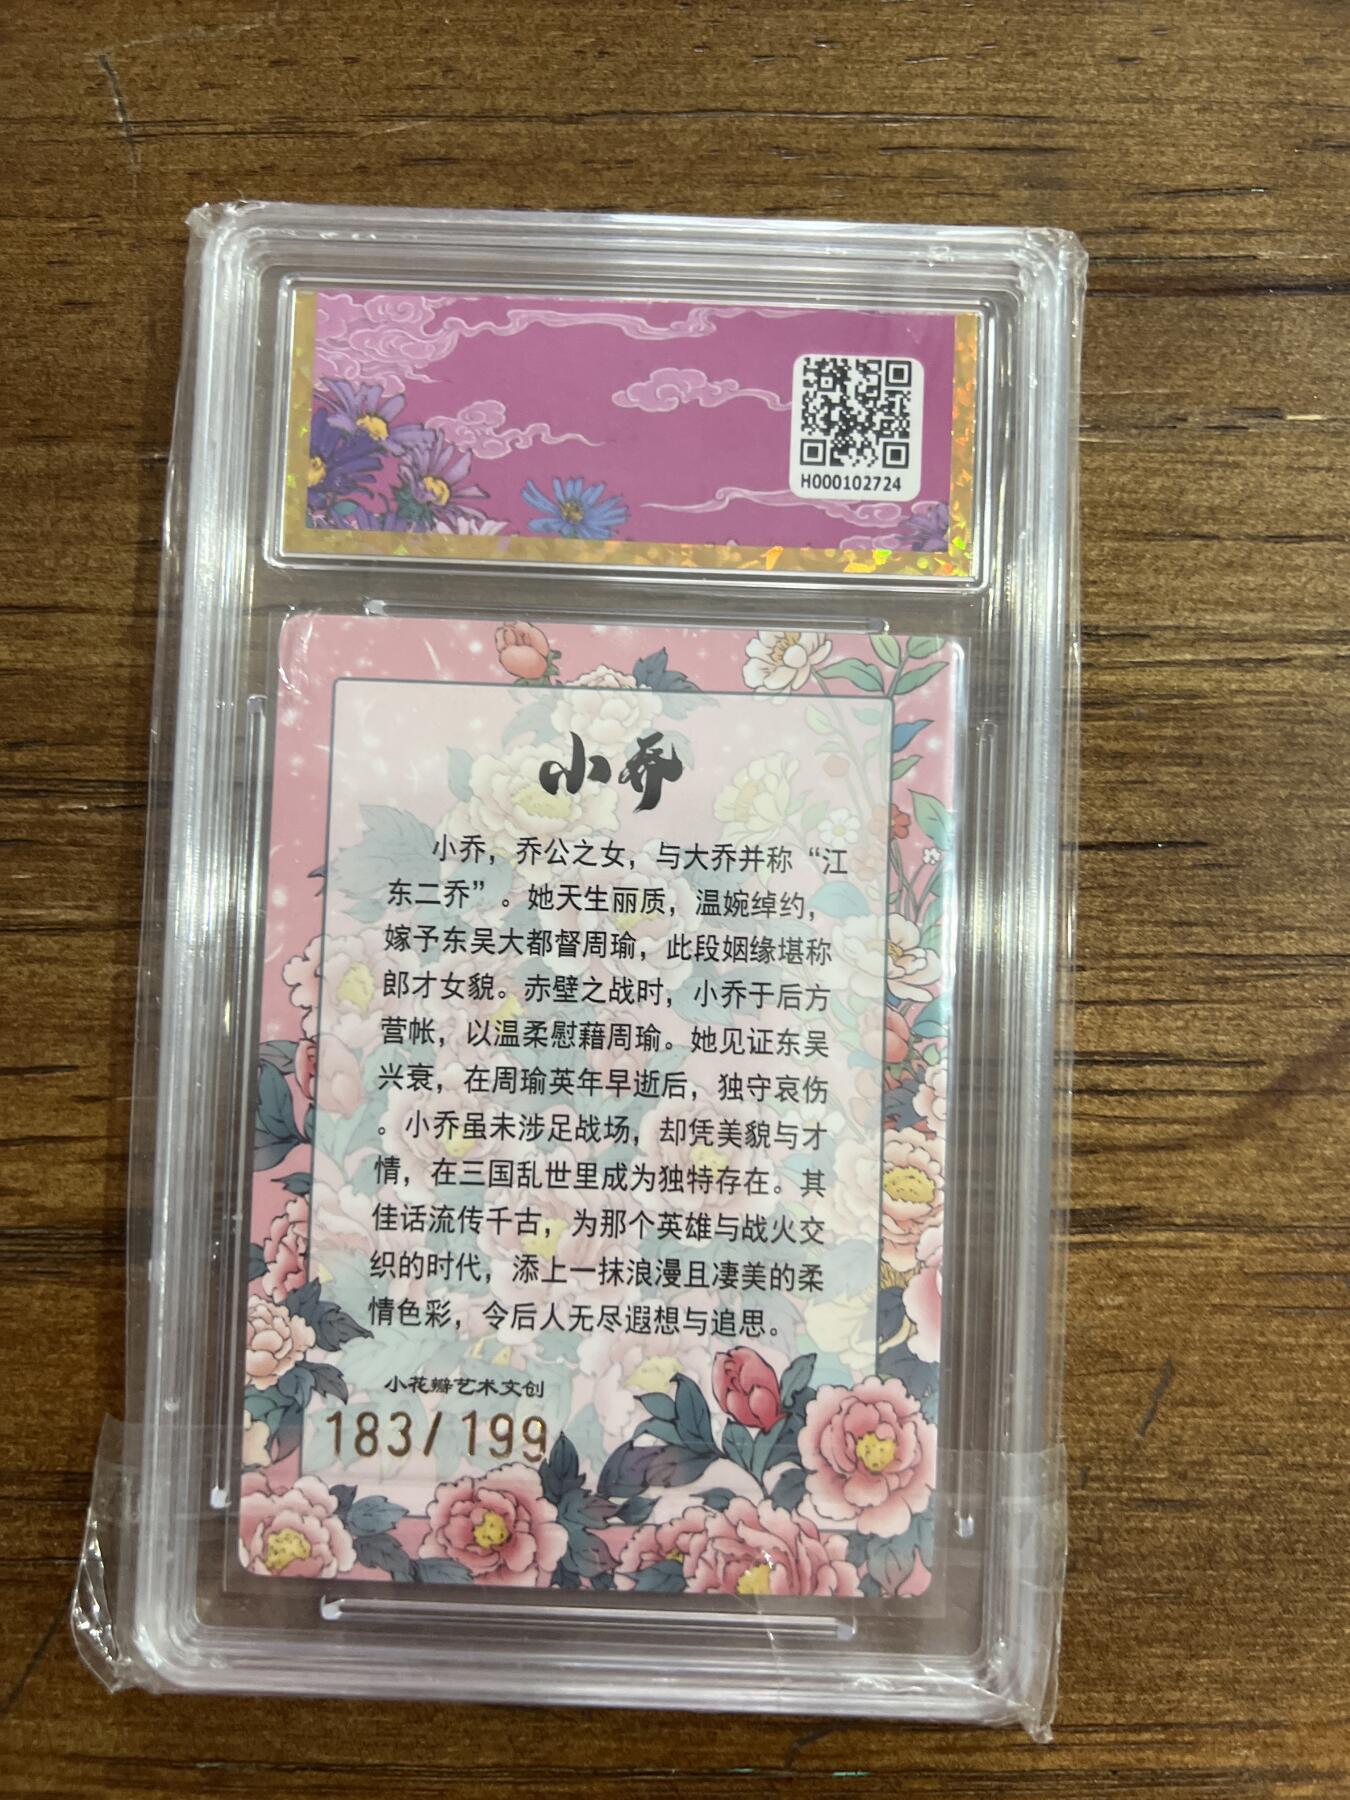 H000102724
小乔
小乔，乔公之女，与大乔并称“江
东二乔”。她天生丽质，温婉绰约，
嫁予东吴大都督周瑜，此段姻缘堪称
郎才女貌。赤壁之战时，小乔于后方
营帐，以温柔慰藉周瑜。她见证东吴
兴衰，在周瑜英年早逝后，独守哀伤
。小乔虽未涉足战场，却凭美貌与才
情，在三国乱世里成为独特存在。其
佳话流传千古，为那个英雄与战火交
织的时代，添上一抹浪漫且凄美的柔
情色彩，令后人无尽遐想与追思。
小花瓣艺术文创
183/199